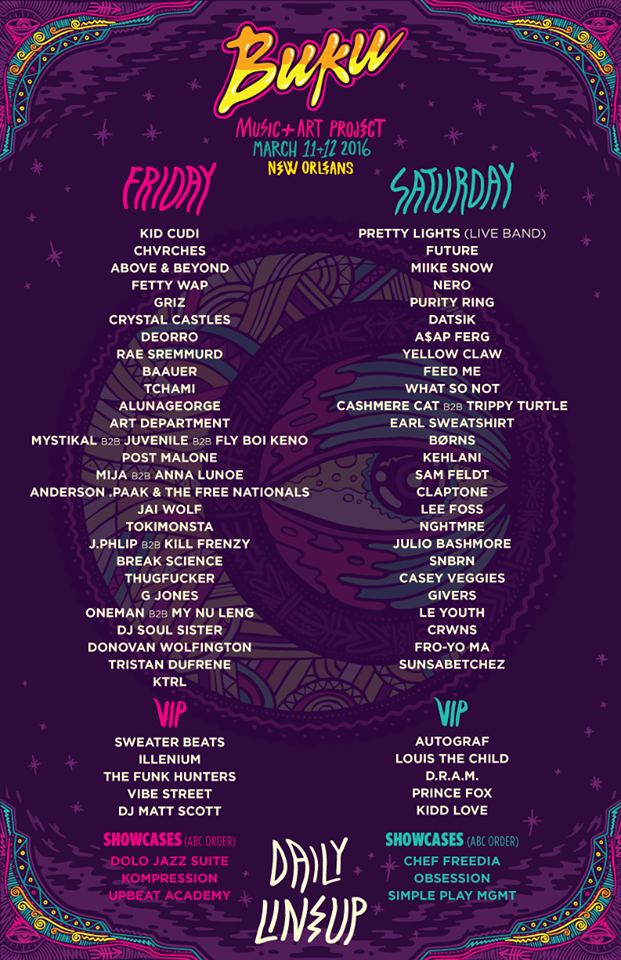 BUKU
MUSIC+ART PROJECT
MARCH 11+12 2016
NEW ORLEANS
FRIDAY
KID CUDI
CHVRCHES
ABOVE & BEYOND
FETTY WAP
GRIZ
CRYSTAL CASTLES
DEORRO
RAE SREMMURD
BAAUER
TCHAMI
ALUNAGEORGE
ART DEPARTMENT
MYSTIKAL B2B JUVENILE B2B FLY BOI KENO
POST MALONE
MIJA B2B ANNA LUNOE
ANDERSON .PAAK & THE FREE NATIONALS
JAI WOLF
TOKIMONSTA
J.PHLIP B2B KILL FRENZY
BREAK SCIENCE
THUGFUCKER
G JONES
ONEMAN B2B MY NU LENG
DJ SOUL SISTER
DONOVAN WOLFINGTON
TRISTAN DUFRENE
KTRL
VIP
SWEATER BEATS
ILLENIUM
THE FUNK HUNTERS
VIBE STREET
DJ MATT SCOTT
SHOWCASES (ABC ORDER)
DOLO JAZZ SUITE
KOMPRESSION
UPBEAT ACADEMY
SATURDAY
PRETTY LIGHTS (LIVE BAND)
FUTURE
MIIKE SNOW
NERO
PURITY RING
DATSIK
A$AP FERG
YELLOW CLAW
FEED ME
WHAT SO NOT
CASHMERE CAT B2B TRIPPY TURTLE
EARL SWEATSHIRT
BØRNS
KEHLANI
SAM FELDT
CLAPTONE
LEE FOSS
NGHTMRE
JULIO BASHMORE
SNBRN
CASEY VEGGIES
GIVERS
LE YOUTH
CRWNS
FRO-YO MA
SUNSABETCHEZ
VIP
AUTOGRAF
LOUIS THE CHILD
D.R.A.M.
PRINCE FOX
KIDD LOVE
SHOWCASES (ABC ORDER)
CHEF FREEDIA
OBSESSION
SIMPLE PLAY MGMT
DAILY
LINEUP